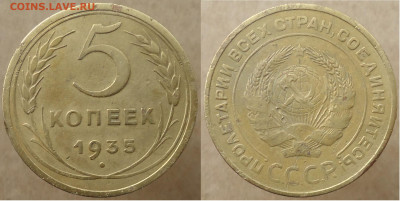 COINS.LAVE.RU
5
КОПЕЕК
1935
ПРОЛЕТАРИИ ВСЕХ СТРАН, СОЕДИНЯЙТЕСЬ!
СССР